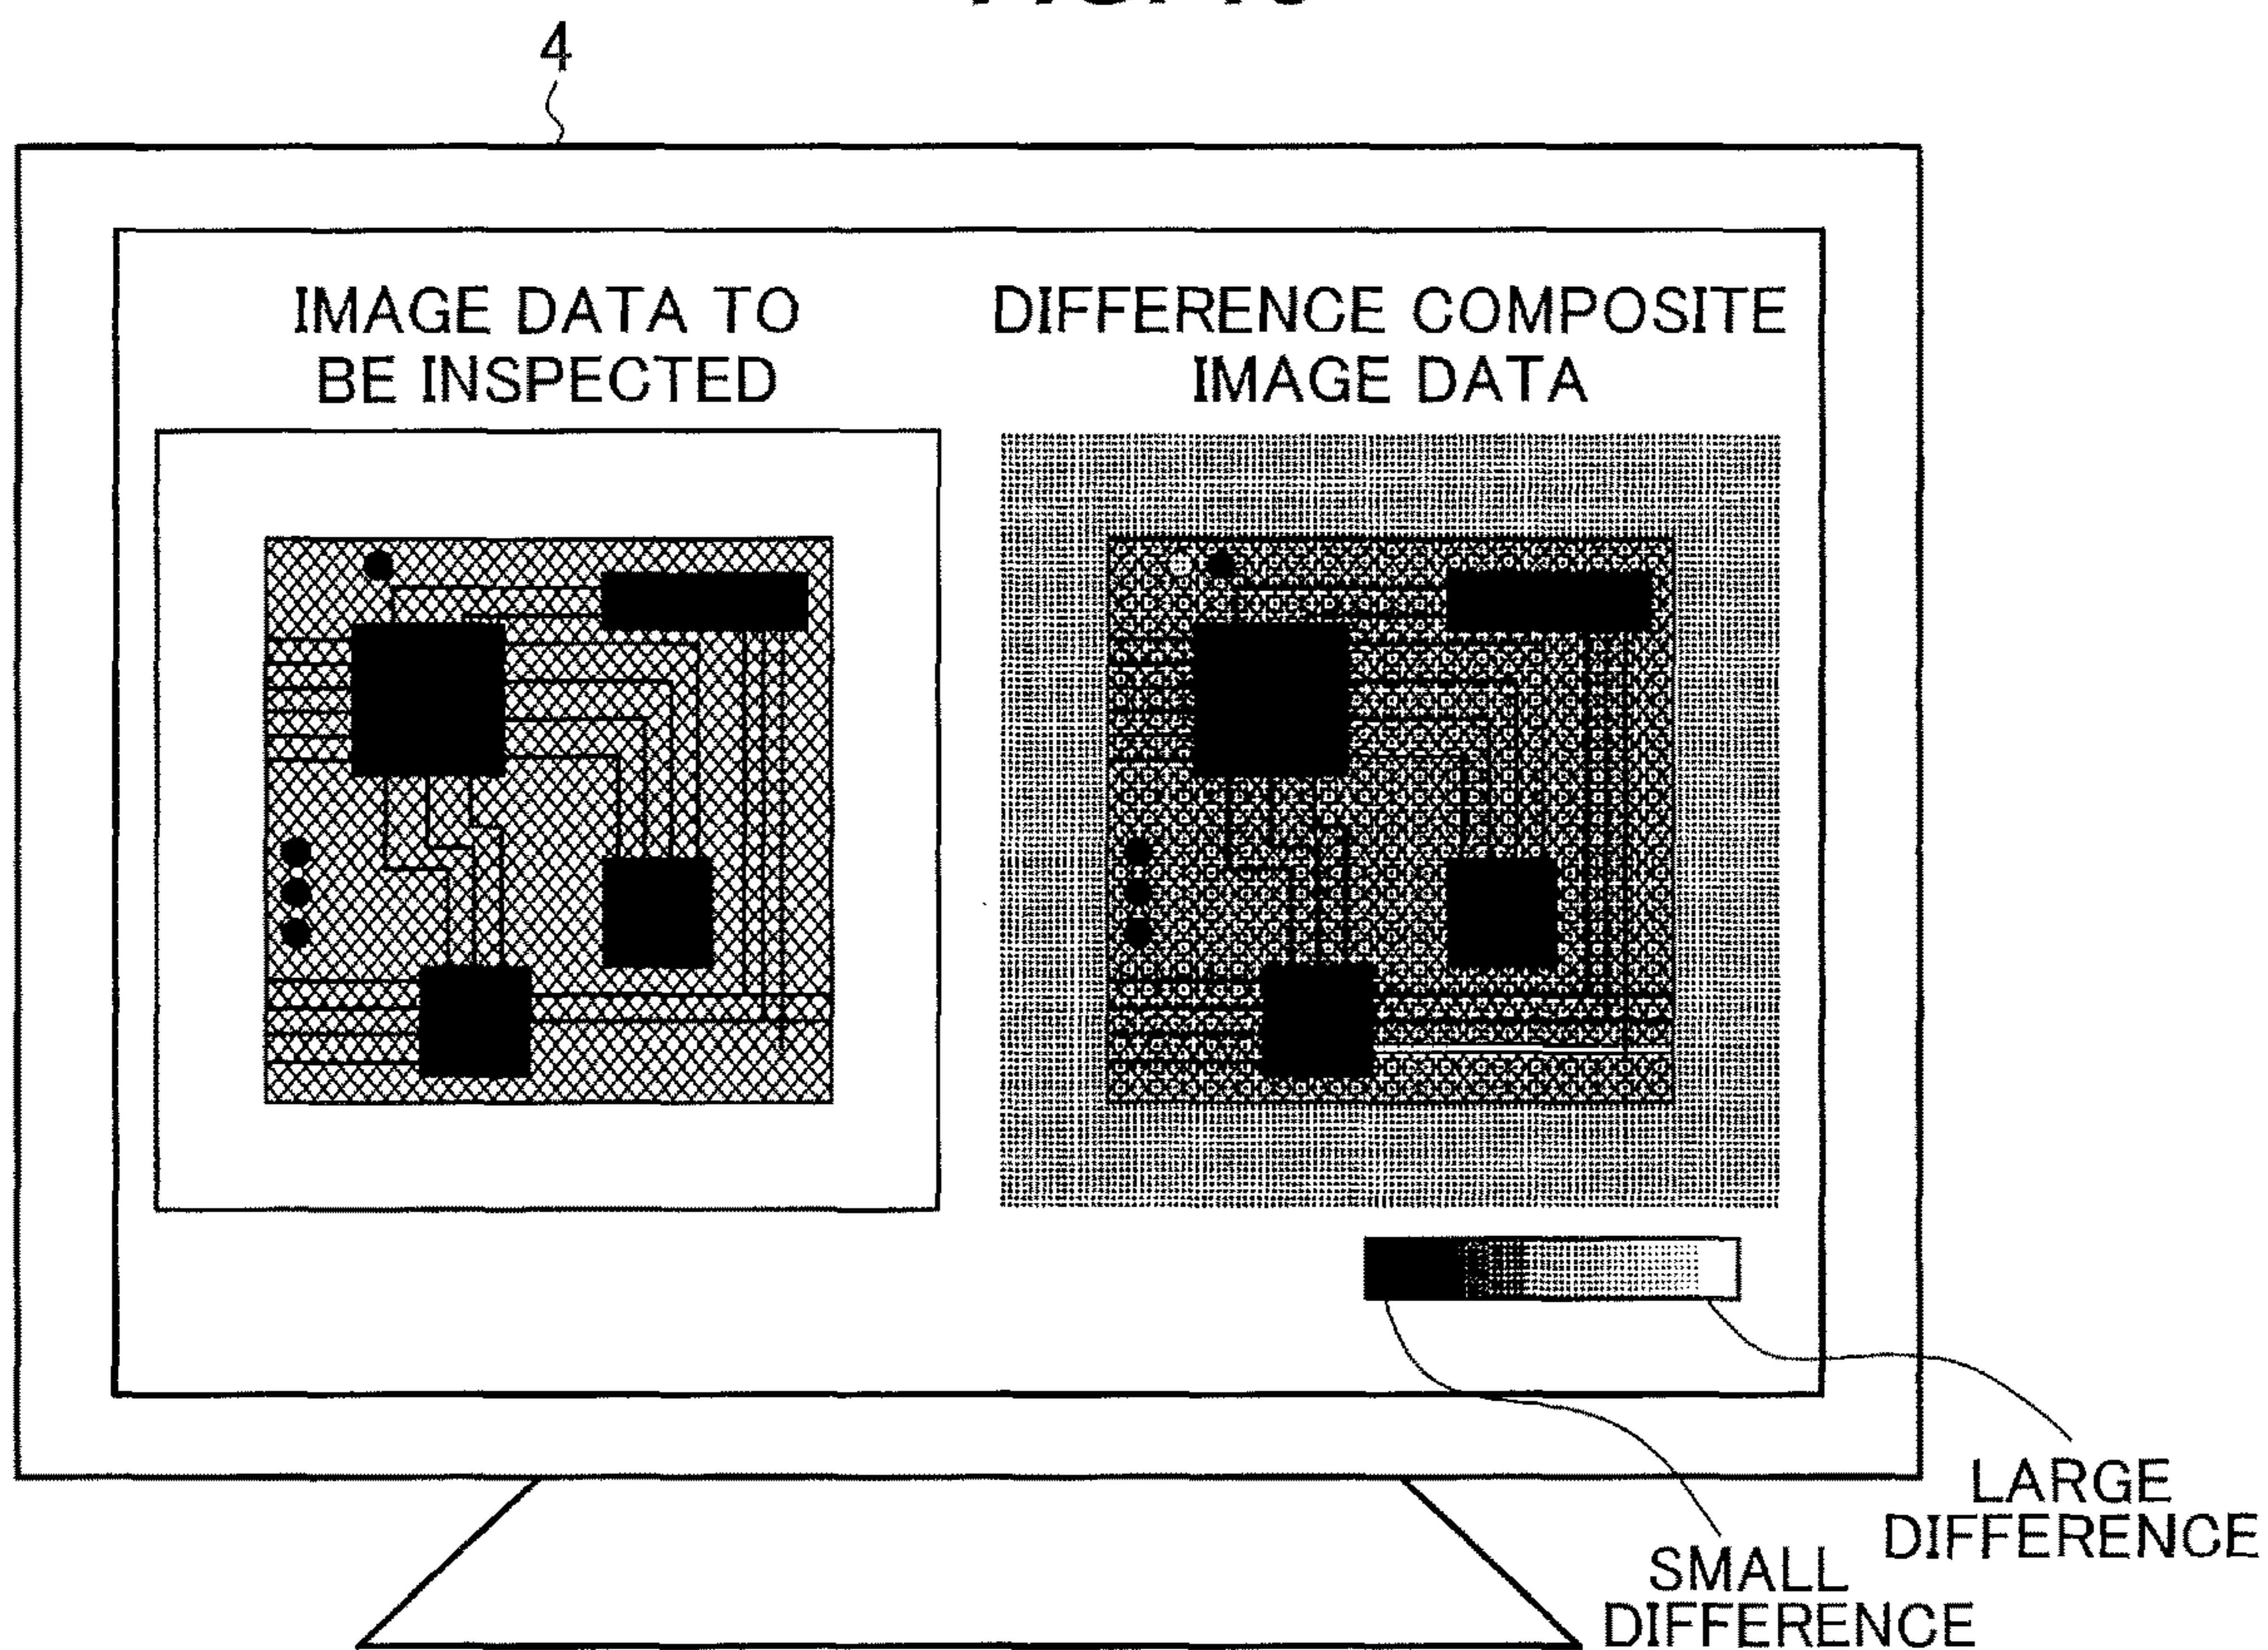 4
IMAGE DATA TO
BE INSPECTED
DIFFERENCE COMPOSITE
IMAGE DATA
LARGE
DIFFERENCE
SMALL
DIFFERENCE